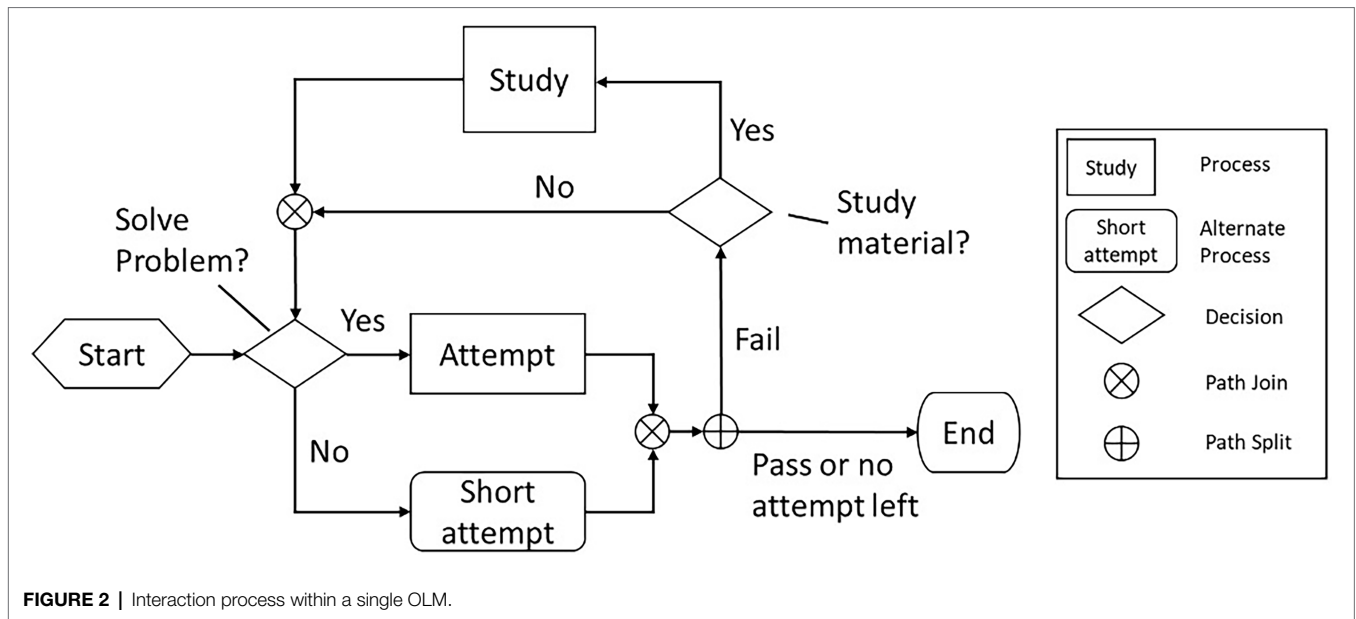 Study
Yes
No
Study
material?
Solve
Problem?
Start
Yes
Attempt
Fail
No
Short
attempt
Pass or no
attempt left
End
Study
Process
Short
attempt
Alternate
Process
Decision
Path Join
Path Split
FIGURE 2 | Interaction process within a single OLM.